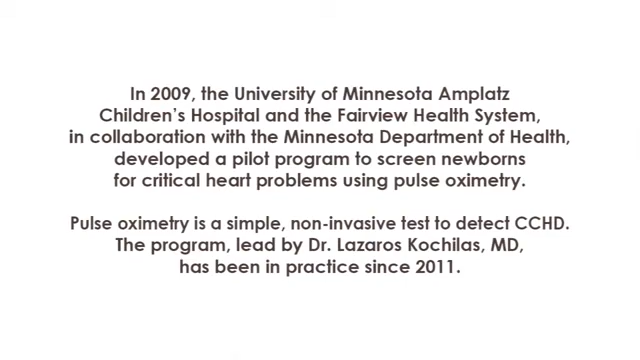 In 2009, the University of Minnesota Amplatz
Children's Hospital and the Fairview Health System,
in collaboration with the Minnesota Department of Health,
developed a pilot program to screen newborns
for critical heart problems using pulse oximetry.
Pulse oximetry is a simple, non-invasive test to detect CCHD.
The program, lead by Dr. Lazaros Kochilas, MD,
has been in practice since 2011.